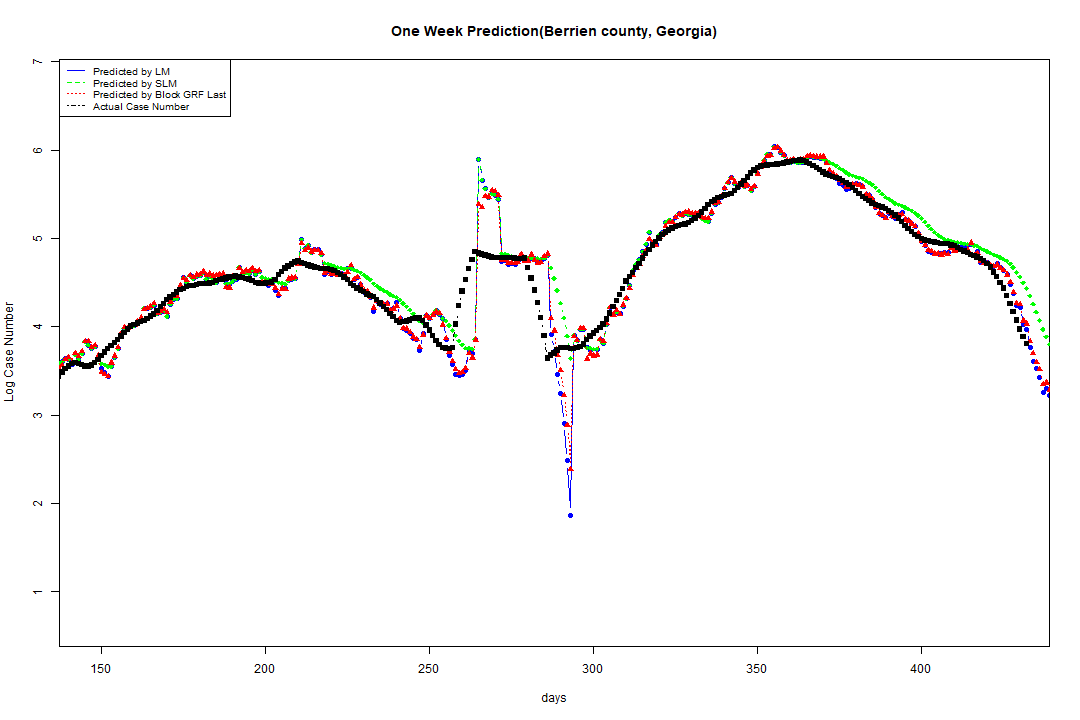 One Week Prediction(Berrien county, Georgia)
Predicted by LM
Predicted by SLM
Predicted by Block GRF Last
Actual Case Number
7
6
5
4
3
2
1
Log Case Number
150 200 250 300 350 400
days